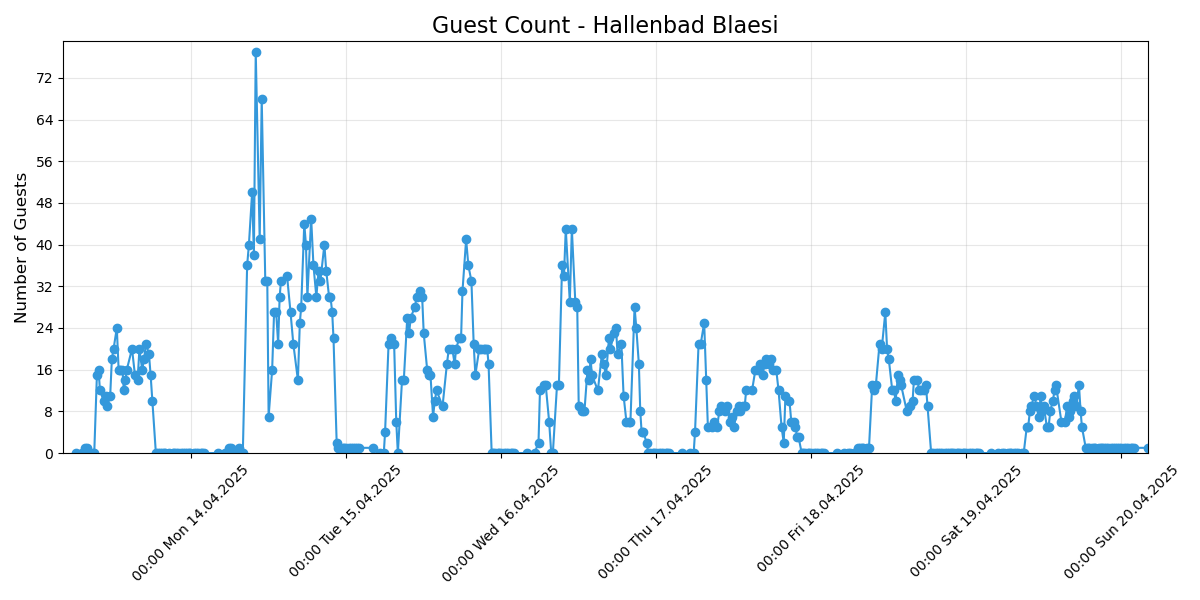 Guest Count - Hallenbad Blaesi
Number of Guests
72
64
56
48
40
32
24
16
8
0
00:00 Mon 14.04.2025
00:00 Tue 15.04.2025
00:00 Wed 16.04.2025
00:00 Thu 17.04.2025
00:00 Fri 18.04.2025
00:00 Sat 19.04.2025
00:00 Sun 20.04.2025